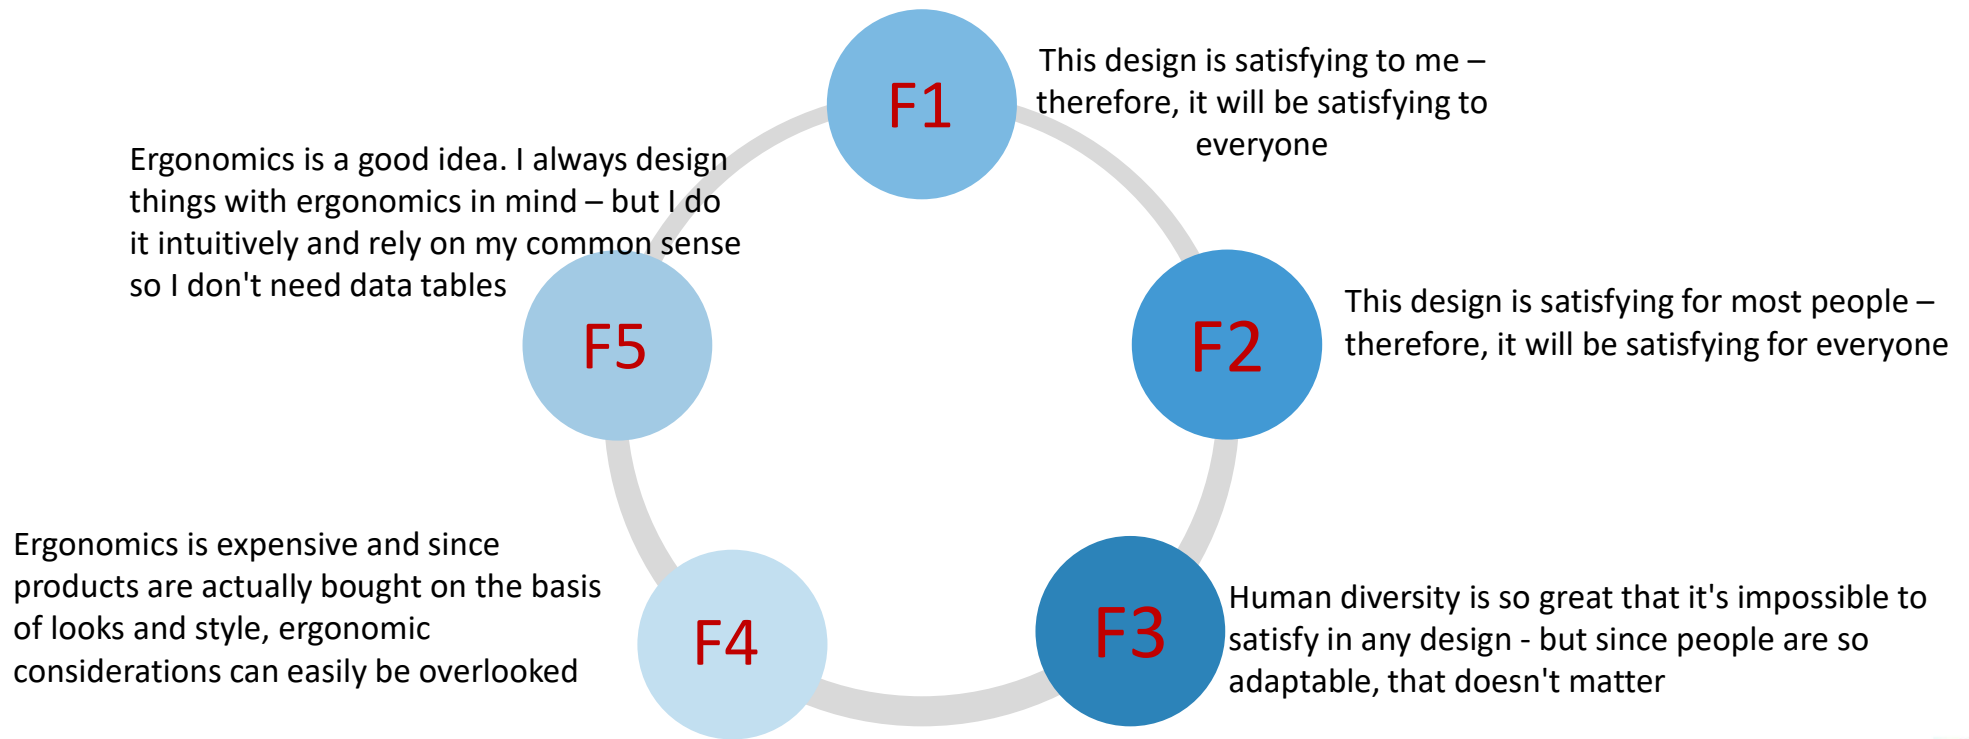 F1
This design is satisfying to me –
therefore, it will be satisfying to
everyone
F2
This design is satisfying for most people –
therefore, it will be satisfying for everyone
F3
Human diversity is so great that it's impossible to
satisfy in any design - but since people are so
adaptable, that doesn't matter
F4
Ergonomics is expensive and since
products are actually bought on the basis
of looks and style, ergonomic
considerations can easily be overlooked
F5
Ergonomics is a good idea. I always design
things with ergonomics in mind – but I do
it intuitively and rely on my common sense
so I don't need data tables